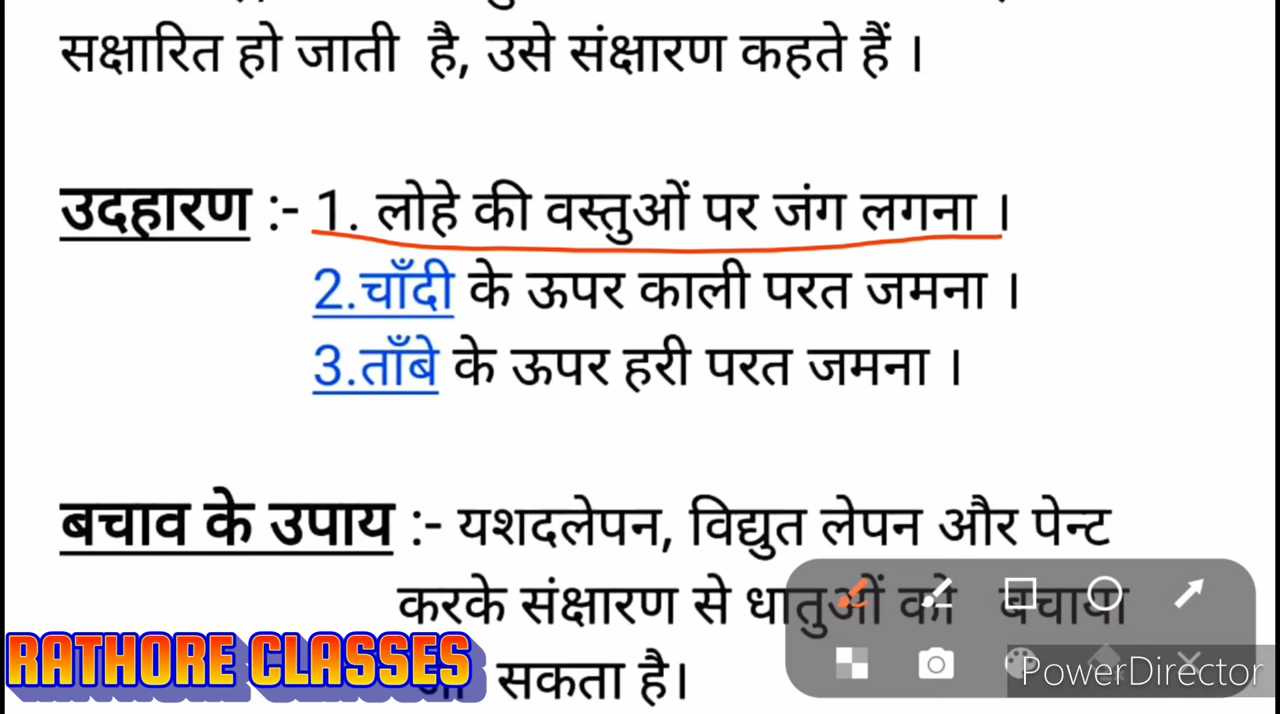 सक्षारित हो जाती है, उसे संक्षारण कहते हैं ।
उदहारण :- 1. लोहे की वस्तुओं पर जंग लगना ।
2.चाँदी के ऊपर काली परत जमना ।
3.ताँबे के ऊपर हरी परत जमना ।
बचाव के उपाय :- यशदलेपन, विद्युत लेपन और पेन्ट
करके संक्षारण से धातुओं को बचाया
सकता है।
RATHORE CLASSES
PowerDirector